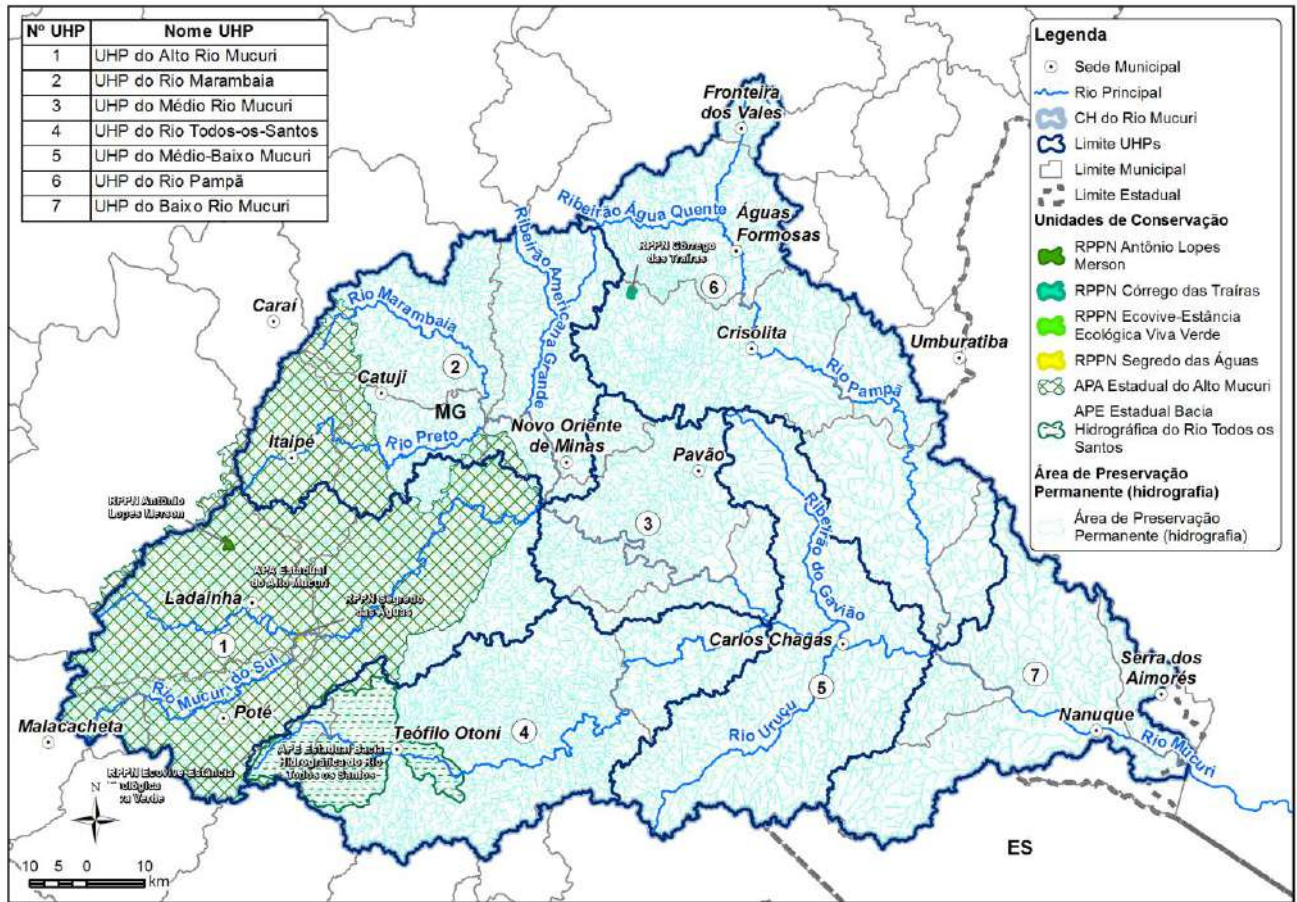 Nº UHP Nome UHP
1 UHP do Alto Rio Mucuri
2 UHP do Rio Marambaia
3 UHP do Médio Rio Mucuri
4 UHP do Rio Todos-os-Santos
5 UHP do Médio-Baixo Mucuri
6 UHP do Rio Pampã
7 UHP do Baixo Rio Mucuri
Legenda
Sede Municipal
Rio Principal
CH do Rio Mucuri
Limite UHPs
Limite Municipal
Limite Estadual
Unidades de Conservação
RPPN Antônio Lopes
Merson
RPPN Córrego das Traíras
RPPN Ecovive-Estância
Ecológica Viva Verde
RPPN Segredo das Águas
APA Estadual do Alto Mucuri
APE Estadual Bacia
Hidrográfica do Rio Todos os
Santos
Área de Preservação
Permanente (hidrografia)
Área de Preservação
Permanente (hidrografia)
Fronteira
dos Vales
Ribeirão Água Quente
Águas
Formosas
Ribeirão Americana Grande
RPPN Córrego
das Traíras
6
Caraí
Rio Marambaia
Crisólita
Umburatiba
2
Catuji
MG
Rio Pampã
Rio Preto
Novo Oriente
de Minas
Itaipé
Pavão
RPPN Antônio
Lopes Merson
3
Ribeirão do Gavião
APA Estadual
do Alto Mucuri
Ladainha
RPPN Segredo
das Águas
1
Carlos Chagas
Rio Mucuri do Sul
5
7
Serra dos
Aimorés
Malacacheta
Poté
Teófilo Otoni
4
Rio Uruçu
Nanuque
Rio Mucuri
APE Estadual Bacia
Hidrográfica do Rio
Todos os Santos
RPPN Ecovive-Estância
Verde
N
ES
10 5 0 10
km